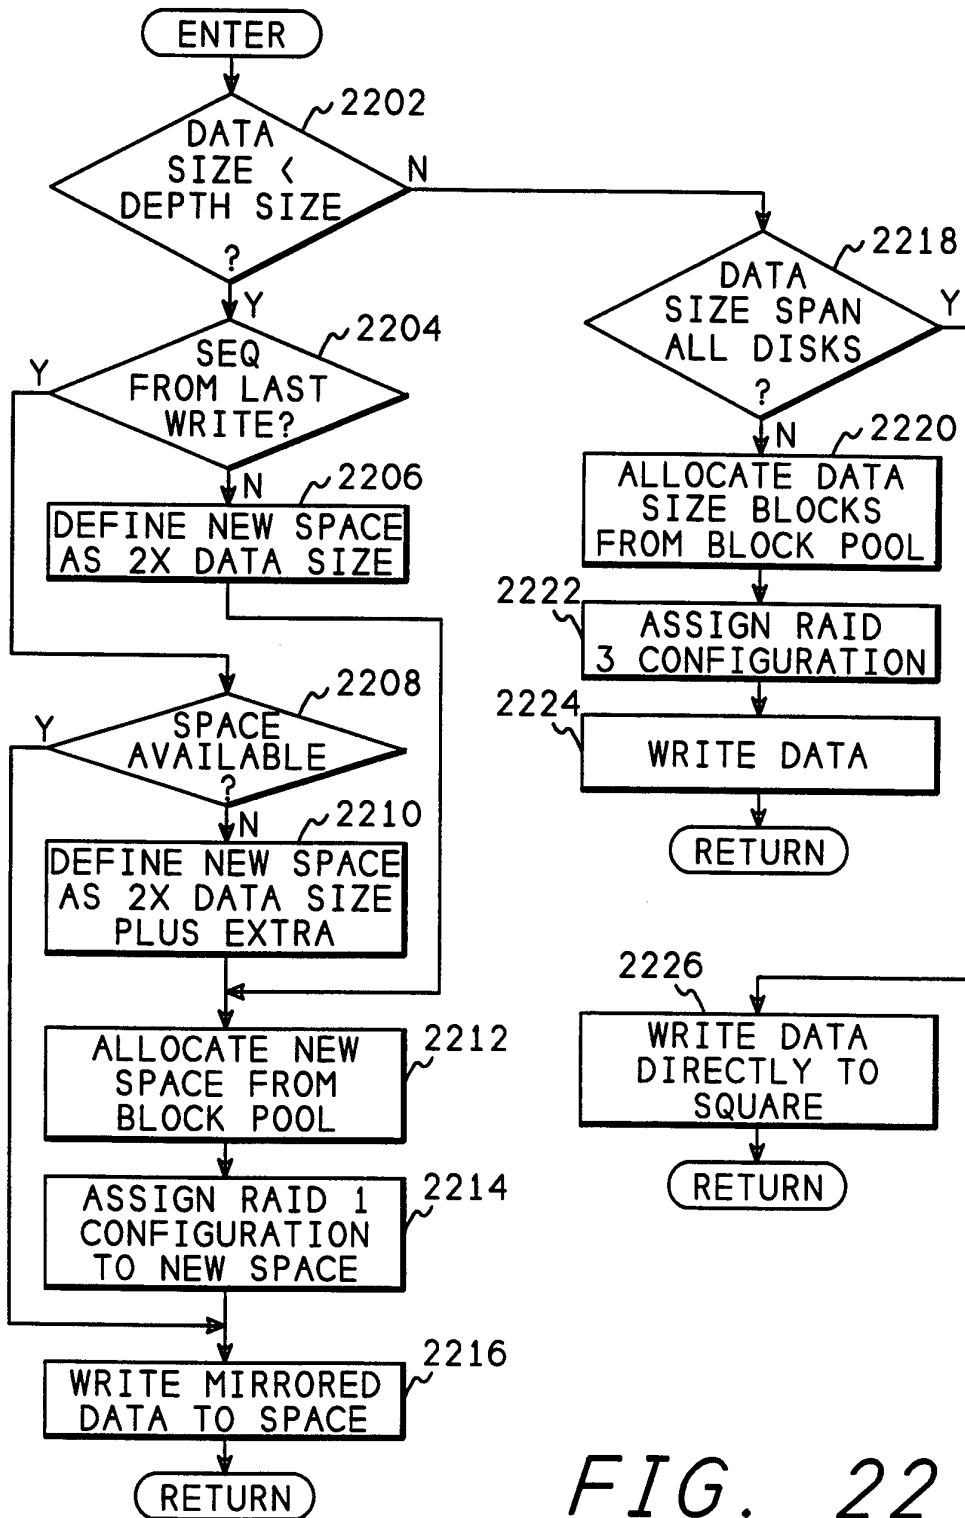 ENTER
2202
DATA
SIZE <
DEPTH SIZE
?
N
Y
2204
SEQ
FROM LAST
WRITE?
Y
N
2206
DEFINE NEW SPACE
AS 2X DATA SIZE
2208
SPACE
AVAILABLE
?
Y
N
2210
DEFINE NEW SPACE
AS 2X DATA SIZE
PLUS EXTRA
2212
ALLOCATE NEW
SPACE FROM
BLOCK POOL
2214
ASSIGN RAID 1
CONFIGURATION
TO NEW SPACE
2216
WRITE MIRRORED
DATA TO SPACE
RETURN
2218
DATA
SIZE SPAN
ALL DISKS
?
Y
N
2220
ALLOCATE DATA
SIZE BLOCKS
FROM BLOCK POOL
2222
ASSIGN RAID
3 CONFIGURATION
2224
WRITE DATA
RETURN
2226
WRITE DATA
DIRECTLY TO
SQUARE
RETURN
FIG. 22